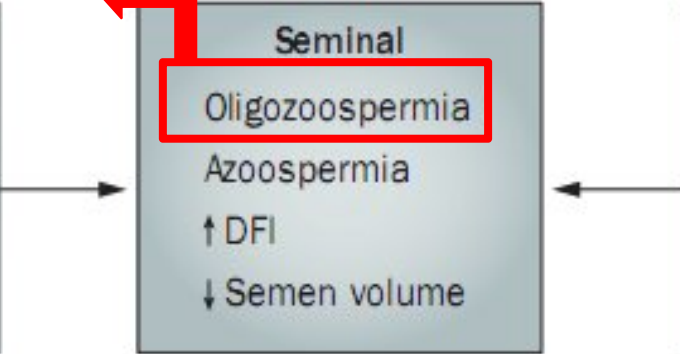 Seminal
Oligozoospermia
Azoospermia
↑ DFI
↓ Semen volume